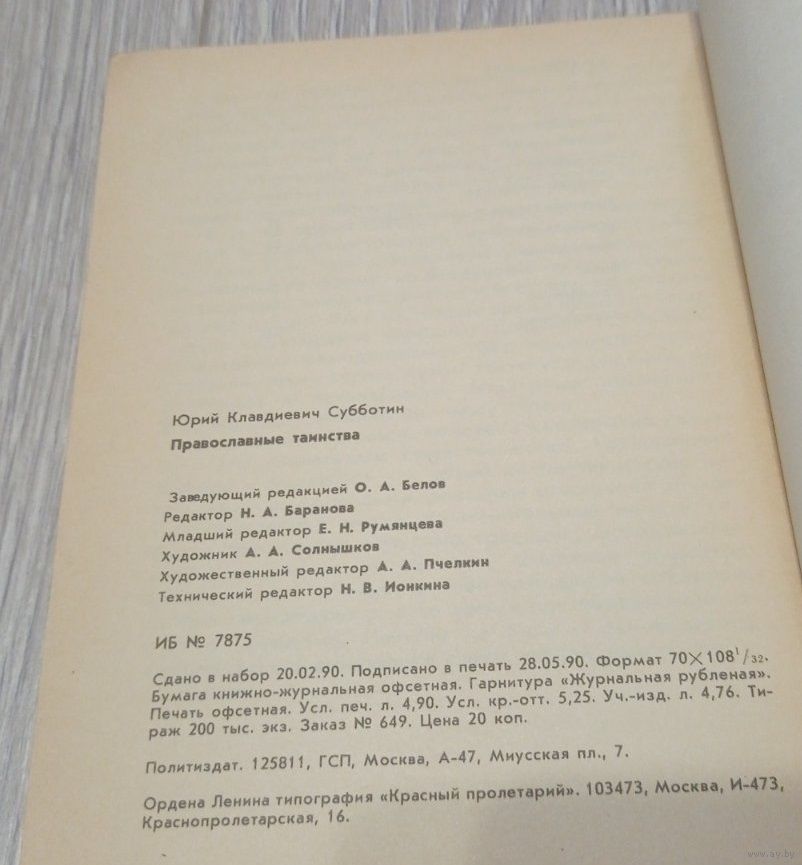 Юрий Клавдиевич Субботин
Православные таинства
Заведующий редакцией О. А. Белов
Редактор Н. А. Баранова
Младший редактор Е. Н. Румянцева
Художник А. А. Солнышков
Художественный редактор А. А. Пчелкин
Технический редактор Н. В. Ионкина
ИБ № 7875
Сдано в набор 20.02.90. Подписано в печать 28.05.90. Формат 70×108¹/₃₂.
Бумага книжно-журнальная офсетная. Гарнитура «Журнальная рубленая».
Печать офсетная. Усл. печ. л. 4,90. Усл. кр.-отт. 5,25. Уч.-изд. л. 4,76. Ти-
раж 200 тыс. экз. Заказ № 649. Цена 20 коп.
Политиздат. 125811, ГСП, Москва, А-47, Миусская пл., 7.
Ордена Ленина типография «Красный пролетарий». 103473, Москва, И-473,
Краснопролетарская, 16.
www.ay.by